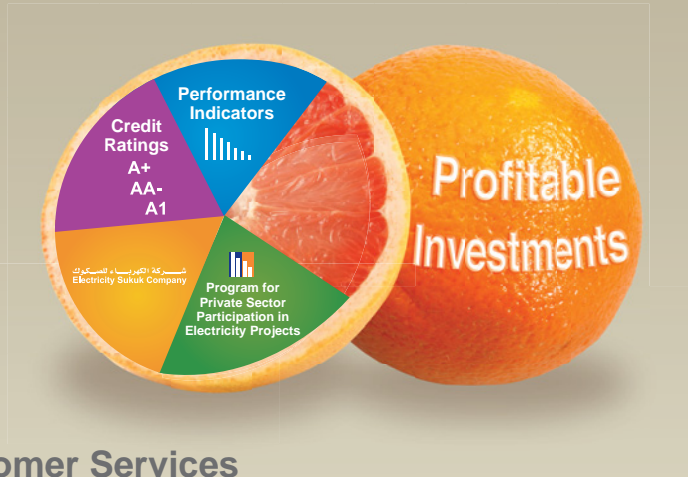 Performance
Indicators
Credit
Ratings
A+
AA-
A1
شركة الكهرباء للصكوك
Electricity Sukuk Company
Program for
Private Sector
Participation in
Electricity Projects
Profitable
Investments
omer Services